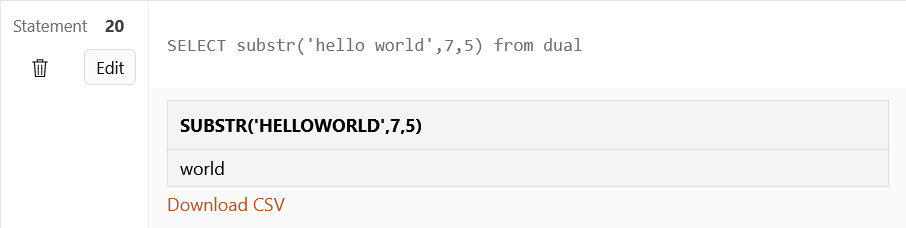 Statement 20
SELECT substr('hello world',7,5) from dual
Edit
SUBSTR('HELLOWORLD',7,5)
world
Download CSV